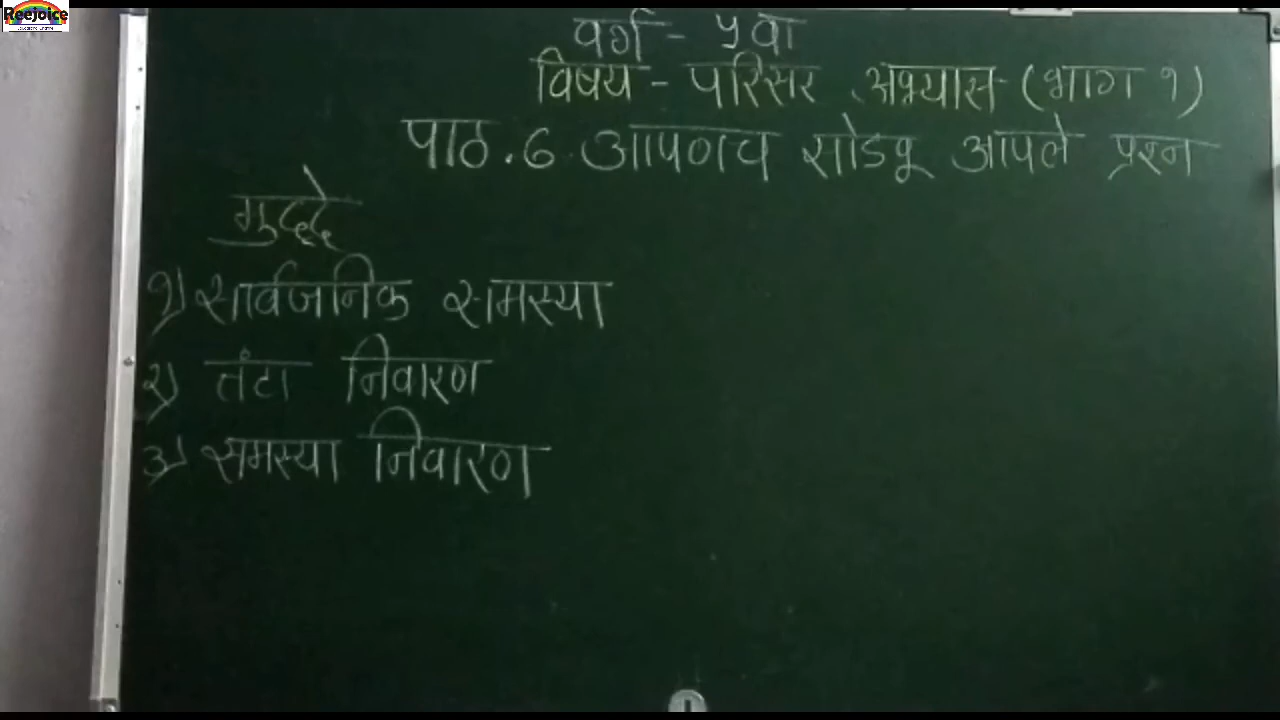 Reejoice
वर्ग - ५ वा
विषय - परिसर अभ्यास (भाग १)
पाठ. ७. आपणच सोडवू आपले प्रश्न
मुद्दे
१) सार्वजनिक समस्या
२) तंटा निवारण
३) समस्या निवारण